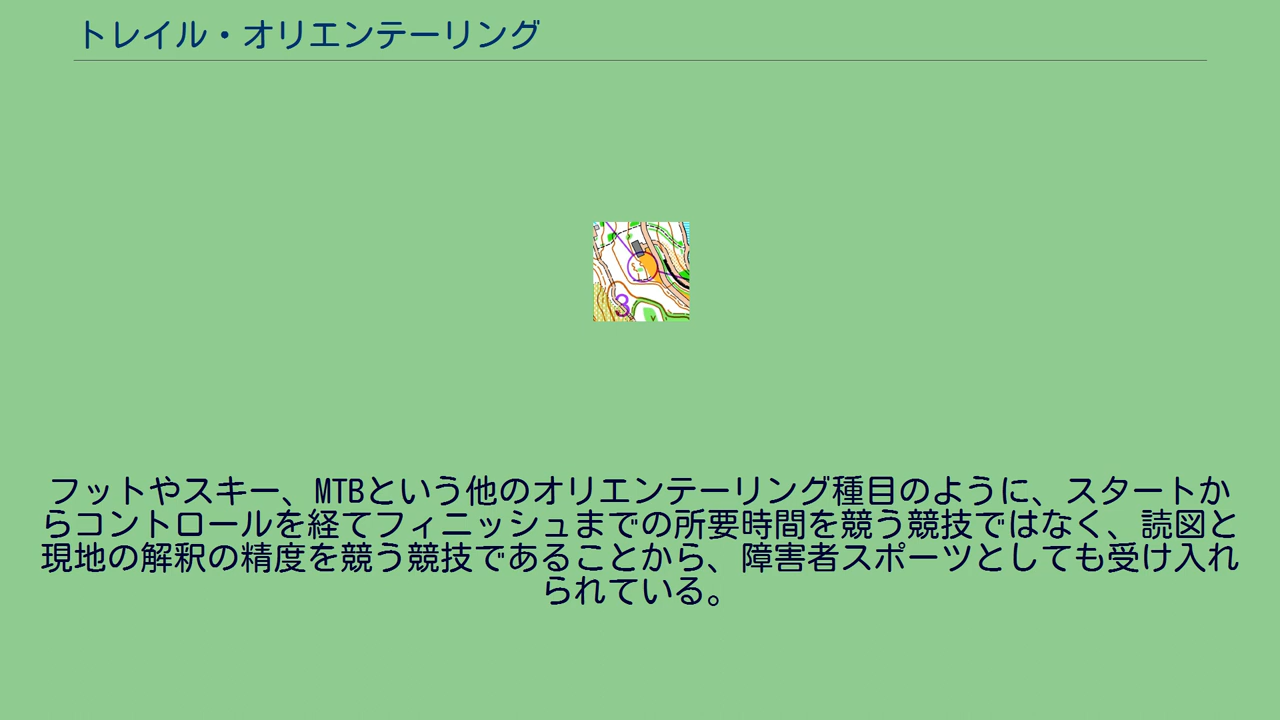 トレイル・オリエンテーリング
3
フットやスキー、MTBという他のオリエンテーリング種目のように、スタートか
らコントロールを経てフィニッシュまでの所要時間を競う競技ではなく、読図と
現地の解釈の精度を競う競技であることから、障害者スポーツとしても受け入れ
られている。